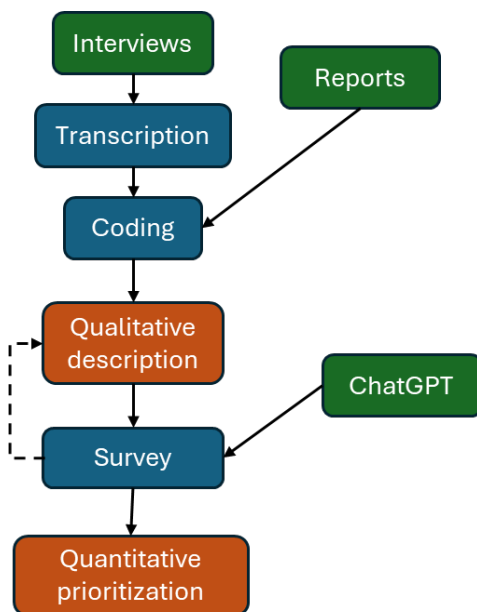 Interviews
Reports
Transcription
Coding
Qualitative
description
ChatGPT
Survey
Quantitative
prioritization